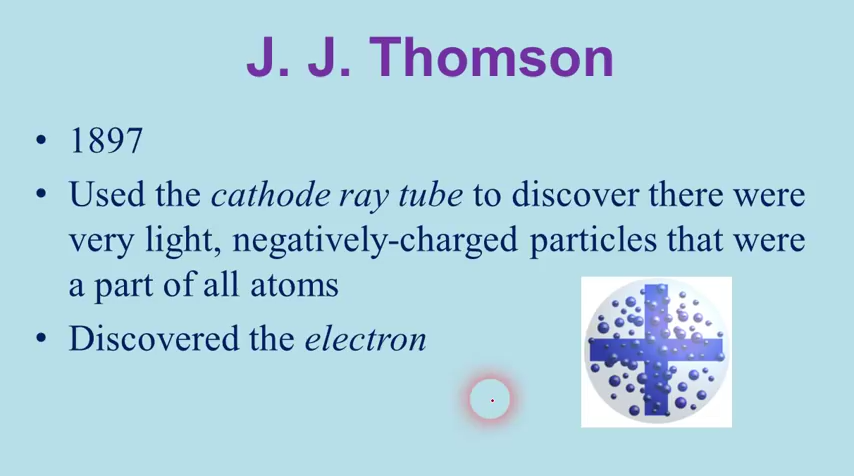 J. J. Thomson
• 1897
• Used the cathode ray tube to discover there were
very light, negatively-charged particles that were
a part of all atoms
• Discovered the electron